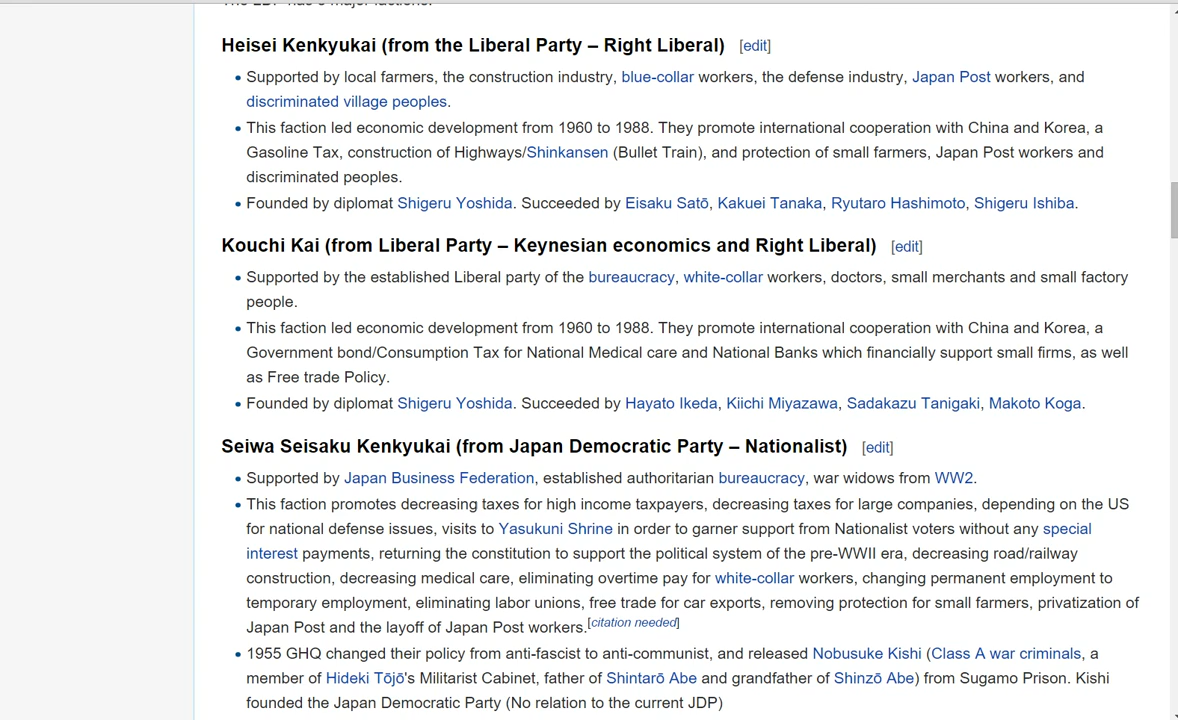 The LDP has 3 major factions.
Heisei Kenkyukai (from the Liberal Party – Right Liberal) [edit]
• Supported by local farmers, the construction industry, blue-collar workers, the defense industry, Japan Post workers, and
discriminated village peoples.
• This faction led economic development from 1960 to 1988. They promote international cooperation with China and Korea, a
Gasoline Tax, construction of Highways/Shinkansen (Bullet Train), and protection of small farmers, Japan Post workers and
discriminated peoples.
• Founded by diplomat Shigeru Yoshida. Succeeded by Eisaku Satō, Kakuei Tanaka, Ryutaro Hashimoto, Shigeru Ishiba.
Kouchi Kai (from Liberal Party – Keynesian economics and Right Liberal) [edit]
• Supported by the established Liberal party of the bureaucracy, white-collar workers, doctors, small merchants and small factory
people.
• This faction led economic development from 1960 to 1988. They promote international cooperation with China and Korea, a
Government bond/Consumption Tax for National Medical care and National Banks which financially support small firms, as well
as Free trade Policy.
• Founded by diplomat Shigeru Yoshida. Succeeded by Hayato Ikeda, Kiichi Miyazawa, Sadakazu Tanigaki, Makoto Koga.
Seiwa Seisaku Kenkyukai (from Japan Democratic Party – Nationalist) [edit]
• Supported by Japan Business Federation, established authoritarian bureaucracy, war widows from WW2.
• This faction promotes decreasing taxes for high income taxpayers, decreasing taxes for large companies, depending on the US
for national defense issues, visits to Yasukuni Shrine in order to garner support from Nationalist voters without any special
interest payments, returning the constitution to support the political system of the pre-WWII era, decreasing road/railway
construction, decreasing medical care, eliminating overtime pay for white-collar workers, changing permanent employment to
temporary employment, eliminating labor unions, free trade for car exports, removing protection for small farmers, privatization of
Japan Post and the layoff of Japan Post workers.[citation needed]
• 1955 GHQ changed their policy from anti-fascist to anti-communist, and released Nobusuke Kishi (Class A war criminals, a
member of Hideki Tōjō's Militarist Cabinet, father of Shintarō Abe and grandfather of Shinzō Abe) from Sugamo Prison. Kishi
founded the Japan Democratic Party (No relation to the current JDP)